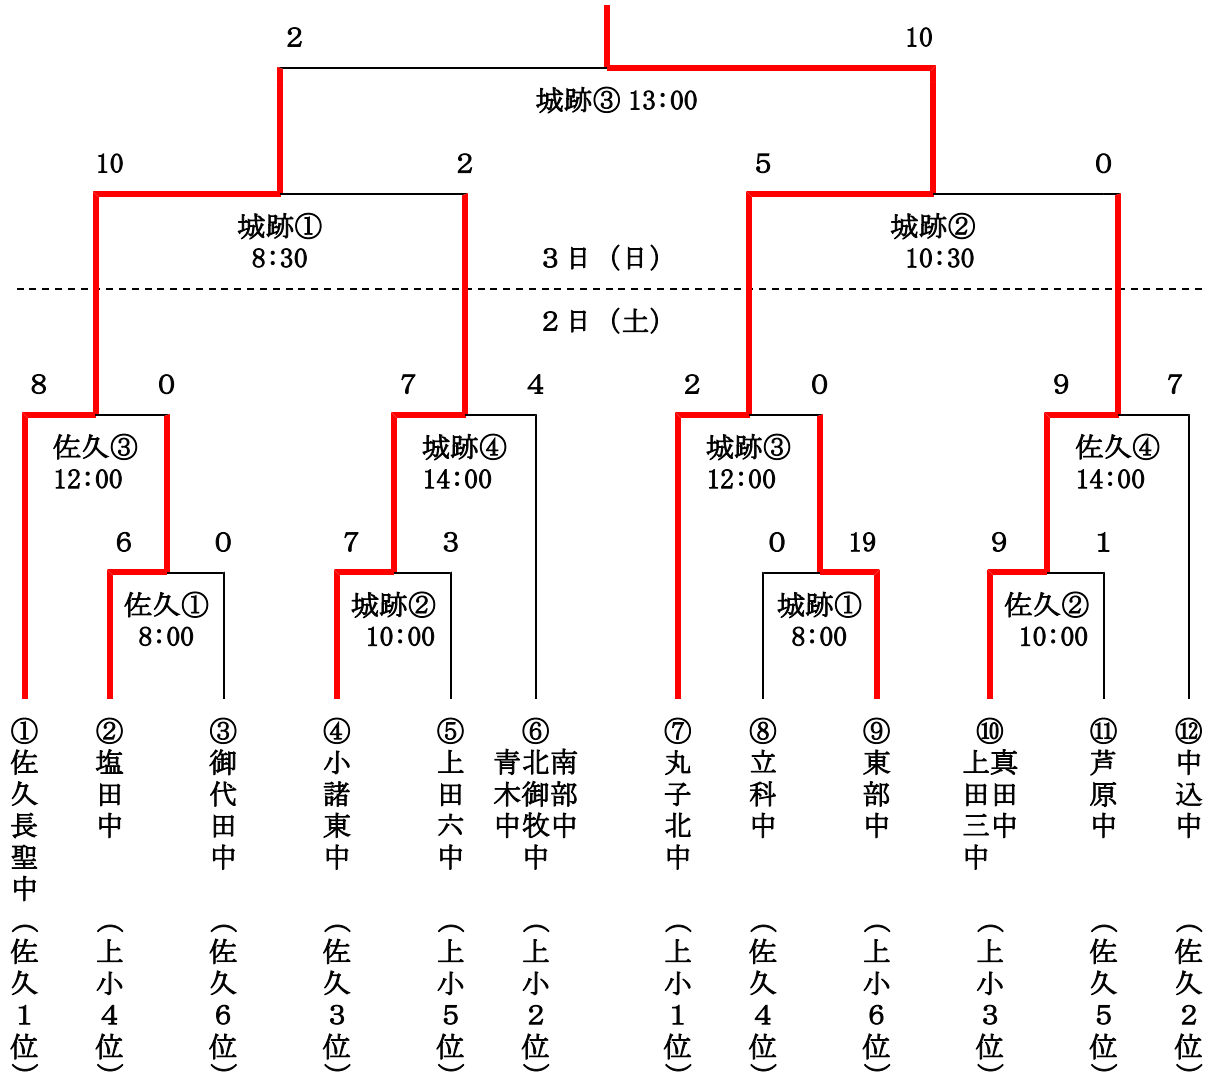 2 10
城跡③ 13:00
10 2 5 0
城跡① 城跡②
8:30 3日（日） 10:30
2日（土）
8 0 7 4 2 0 9 7
佐久③ 城跡④ 城跡③ 佐久④
12:00 14:00 12:00 14:00
6 0 7 3 0 19 9 1
佐久① 城跡② 城跡① 佐久②
8:00 10:00 8:00 10:00
①佐久長聖中（佐久1位）
②塩田中（上小4位）
③御代田中（佐久6位）
④小諸東中（佐久3位）
⑤上田六中（上小5位）
⑥南部中
北御牧中
青木中
（上小2位）
⑦丸子北中（上小1位）
⑧立科中（佐久4位）
⑨東部中（上小6位）
⑩真田中
上田三中
（上小3位）
⑪芦原中（佐久5位）
⑫中込中（佐久2位）